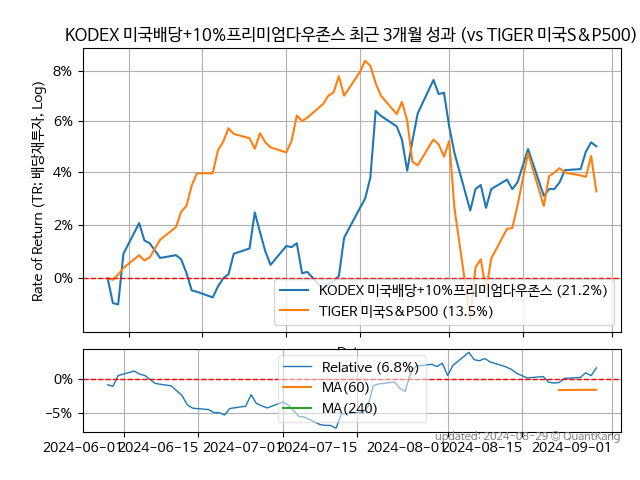 KODEX 미국배당+10%프리미엄다우존스 최근 3개월 성과 (vs TIGER 미국S&P500)
Rate of Return (TR: 배당재투자, Log)
8%
6%
4%
2%
0%
KODEX 미국배당+10%프리미엄다우존스 (21.2%)
TIGER 미국S&P500 (13.5%)
0%
−5%
Relative (6.8%)
MA(60)
MA(240)
updated: 2024-08-29 © QuantKang
2024-06-01
2024-06-15
2024-07-01
2024-07-15
2024-08-01
2024-08-15
2024-09-01